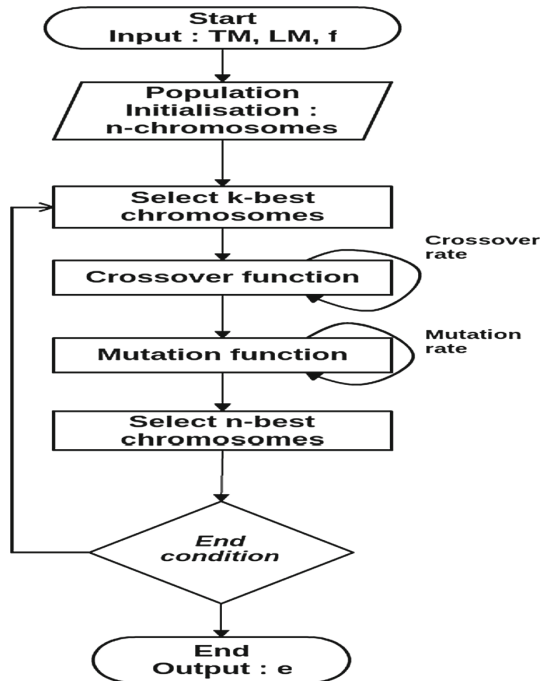 Start
Input : TM, LM, f
Population
Initialisation :
n-chromosomes
Select k-best
chromosomes
Crossover
rate
Crossover function
Mutation
rate
Mutation function
Select n-best
chromosomes
End
condition
End
Output : e